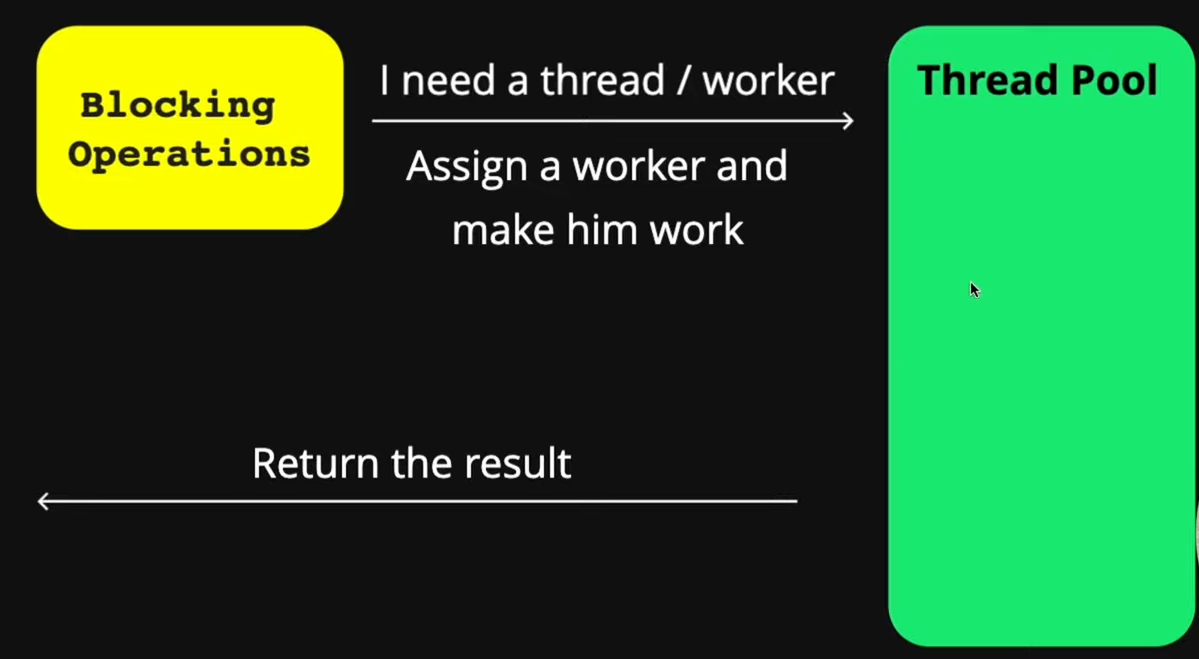 Blocking
Operations
I need a thread / worker
Assign a worker and
make him work
Thread Pool
Return the result